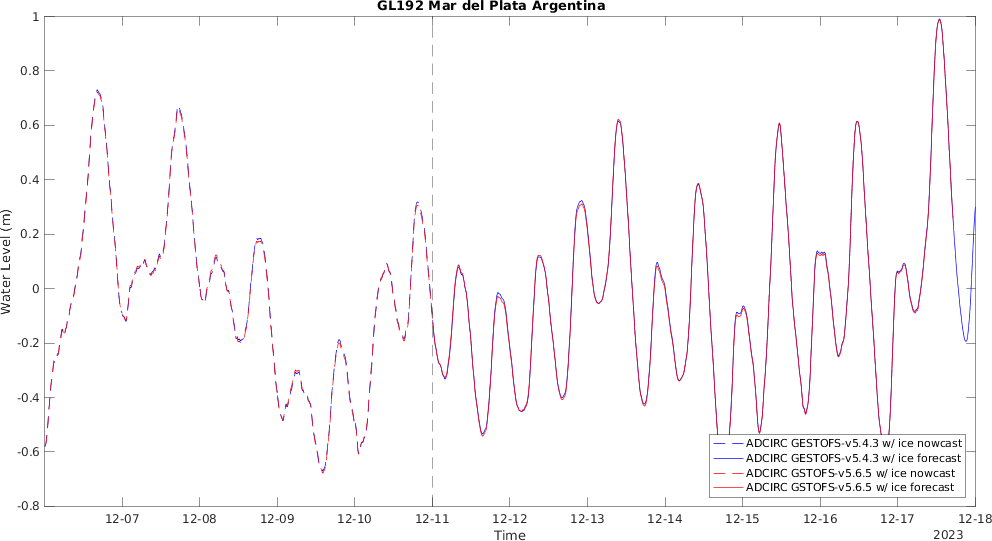 GL192 Mar del Plata Argentina
1
0.8
0.6
0.4
0.2
0
-0.2
-0.4
-0.6
-0.8
Water Level (m)
ADCIRC GESTOFS-v5.4.3 w/ ice nowcast
ADCIRC GESTOFS-v5.4.3 w/ ice forecast
ADCIRC GSTOFS-v5.6.5 w/ ice nowcast
ADCIRC GSTOFS-v5.6.5 w/ ice forecast
12-07 12-08 12-09 12-10 12-11 12-12 12-13 12-14 12-15 12-16 12-17 12-18
Time
2023